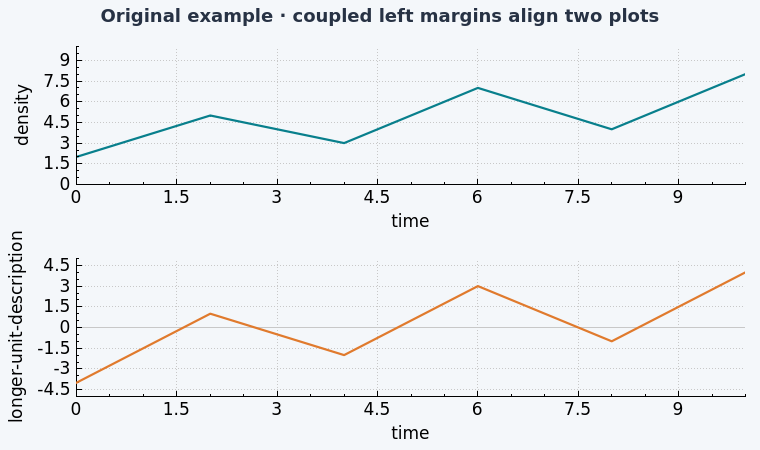 Original example · coupled left margins align two plots
density
9
7.5
6
4.5
3
1.5
0
0 1.5 3 4.5 6 7.5 9
time
longer-unit-description
4.5
3
1.5
0
-1.5
-3
-4.5
0 1.5 3 4.5 6 7.5 9
time